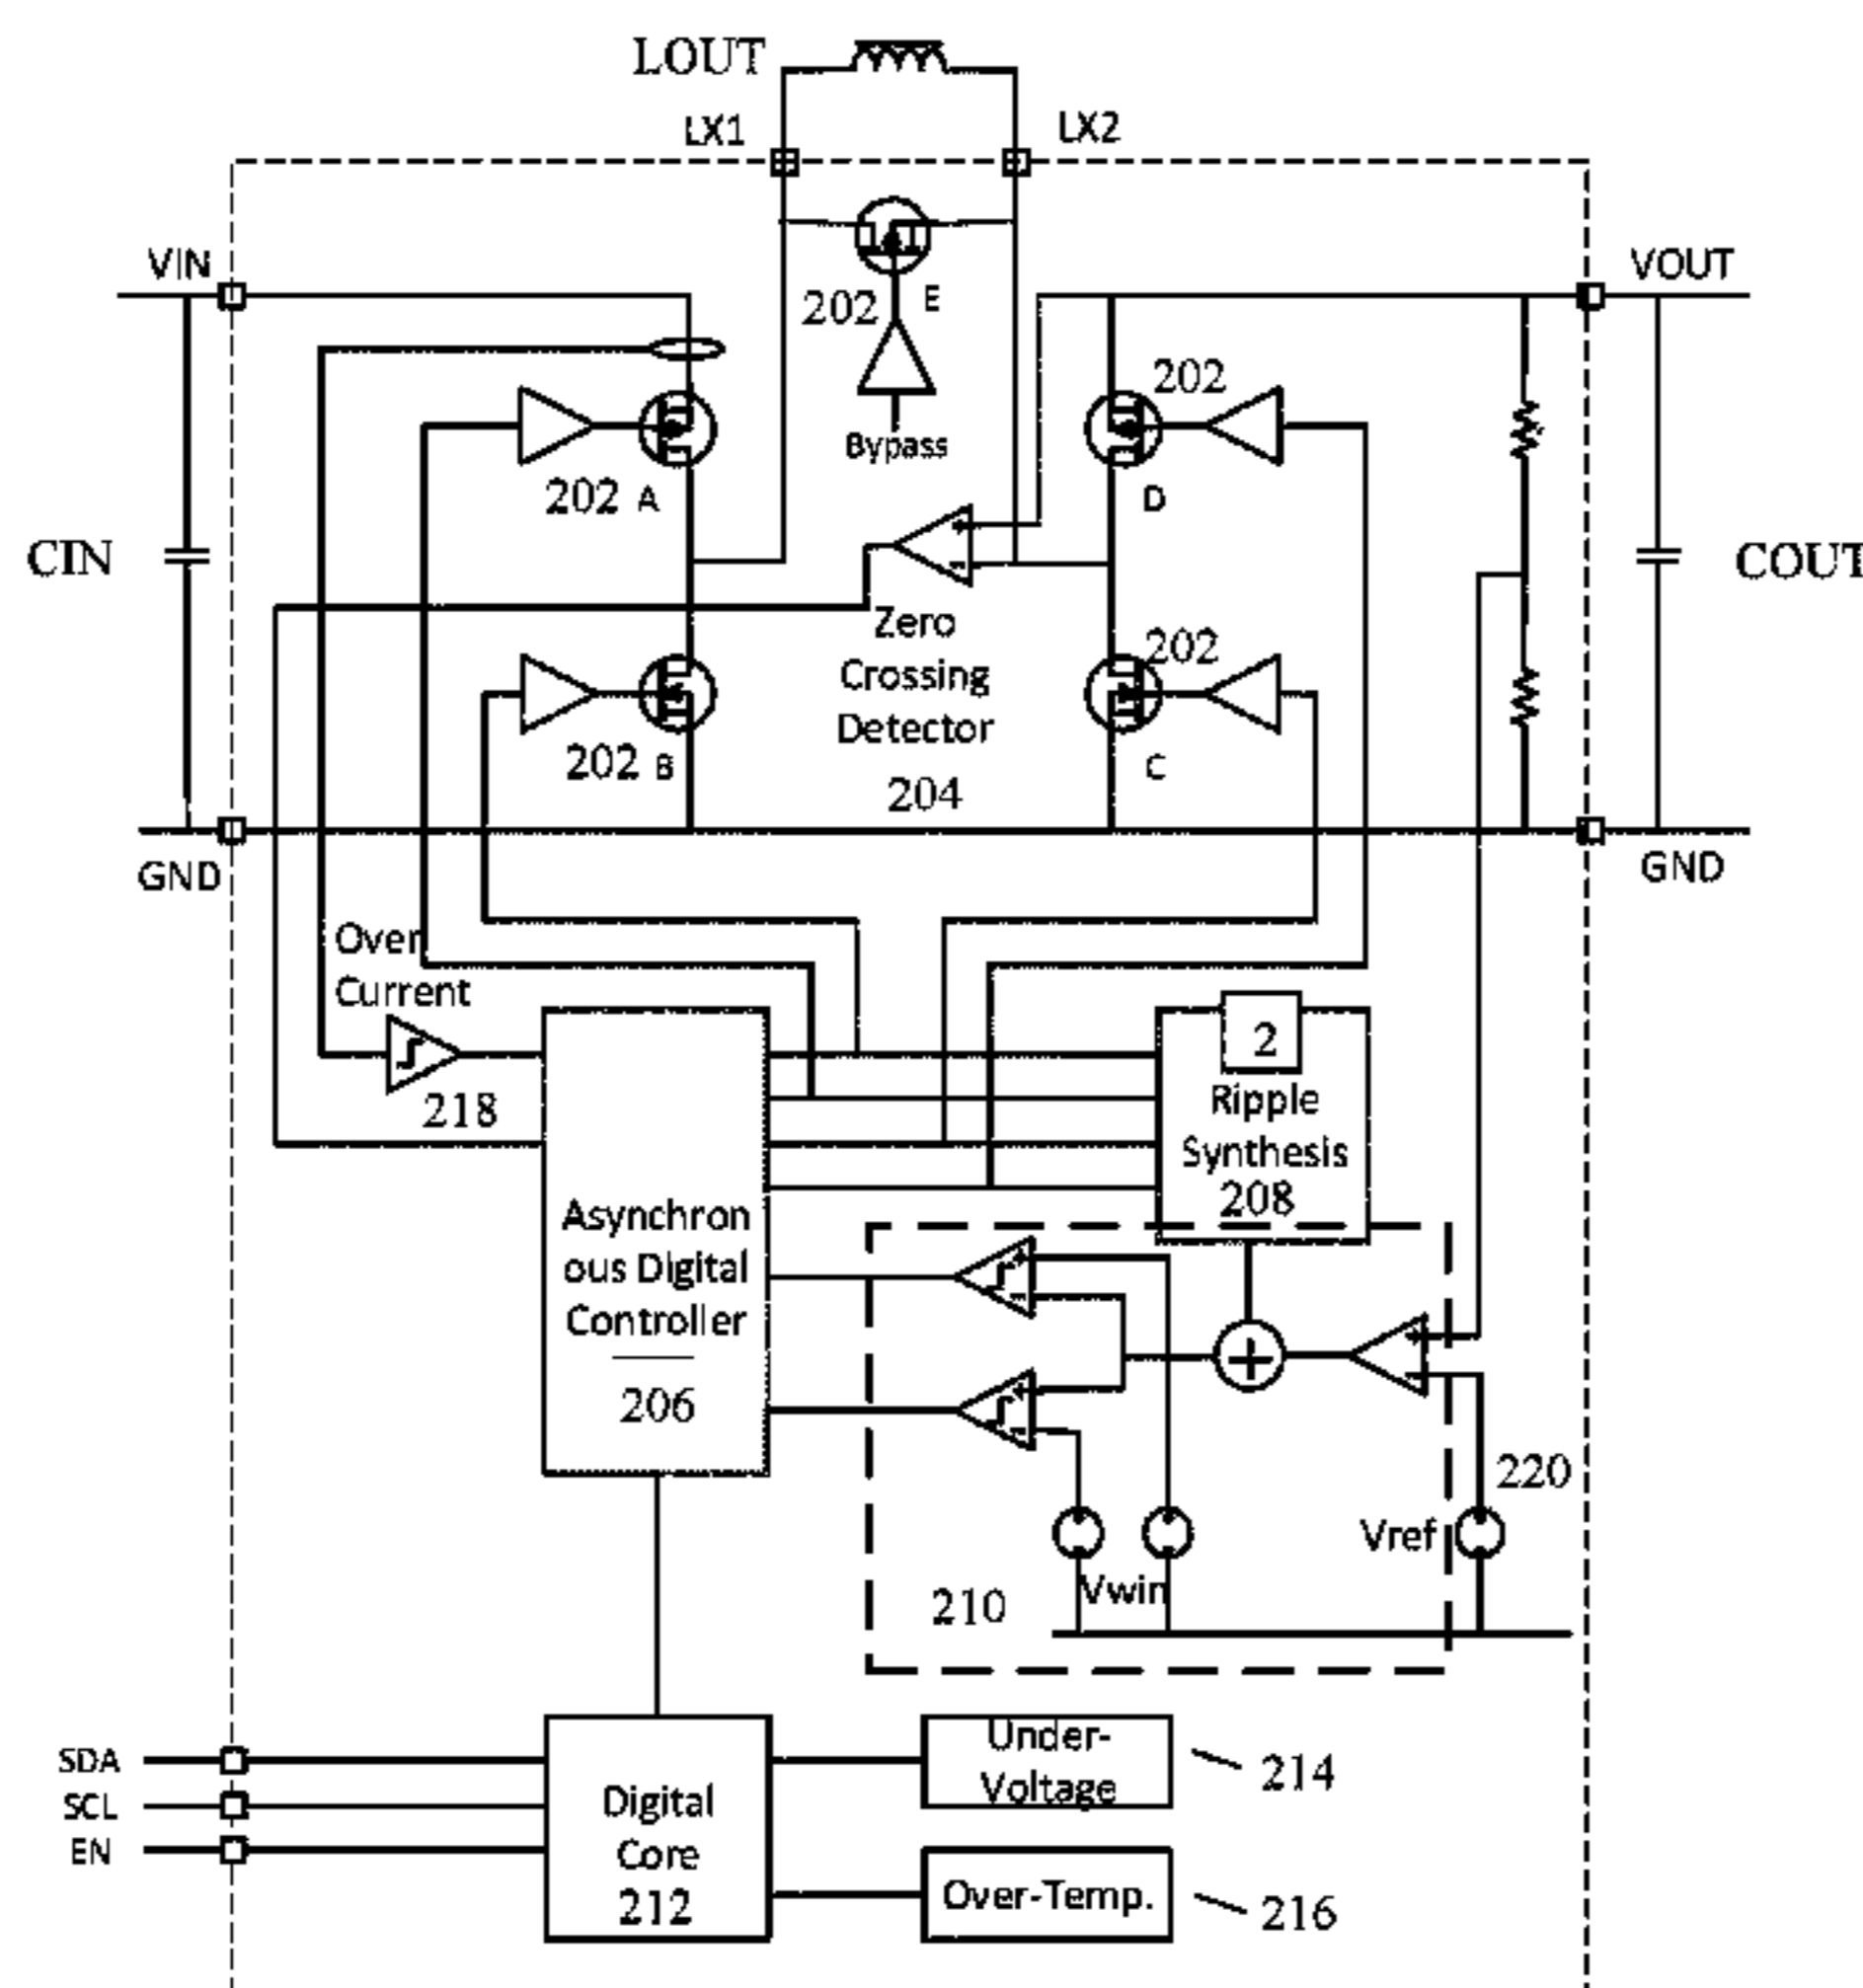 LOUT
LX1
LX2
VIN
VOUT
202
E
202
Bypass
202 A
D
CIN
COUT
Zero
Crossing
Detector
204
202
202 B
C
GND
GND
Over
Current
218
2
Ripple
Synthesis
208
Asynchron
ous Digital
Controller
206
220
Vref
Vwin
210
SDA
SCL
EN
Digital
Core
212
Under-
Voltage
214
Over-Temp.
216